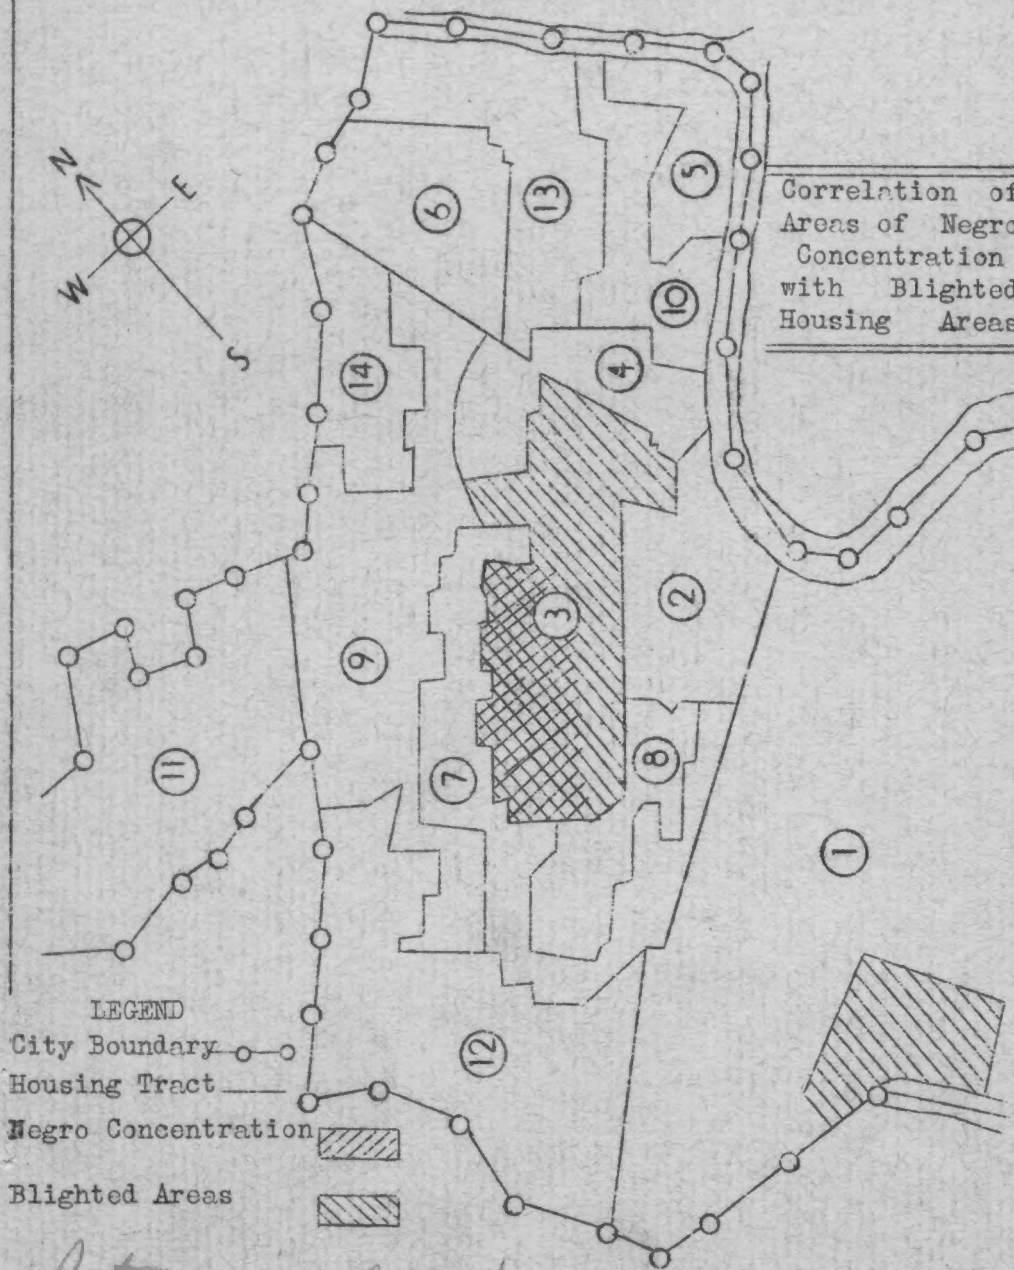 N
E
W
S
Correlation of
Areas of Negro
Concentration
with Blighted
Housing Areas
6
13
5
10
14
4
9
3
2
7
8
11
1
12
LEGEND
City Boundary
Housing Tract
Negro Concentration
Blighted Areas